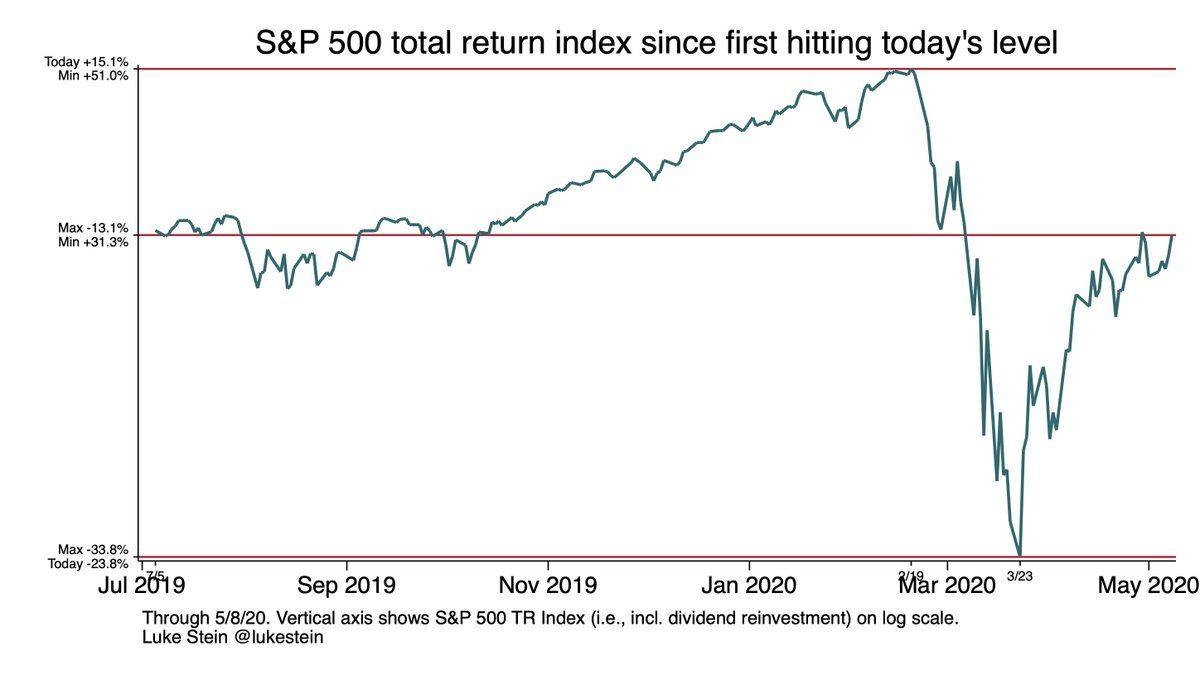 S&P 500 total return index since first hitting today's level
Today +15.1%
Min +51.0%
Max -13.1%
Min +31.3%
Max -33.8%
Today -23.8%
7/5
2/19
3/23
Jul 2019
Sep 2019
Nov 2019
Jan 2020
Mar 2020
May 2020
Through 5/8/20. Vertical axis shows S&P 500 TR Index (i.e., incl. dividend reinvestment) on log scale.
Luke Stein @lukestein